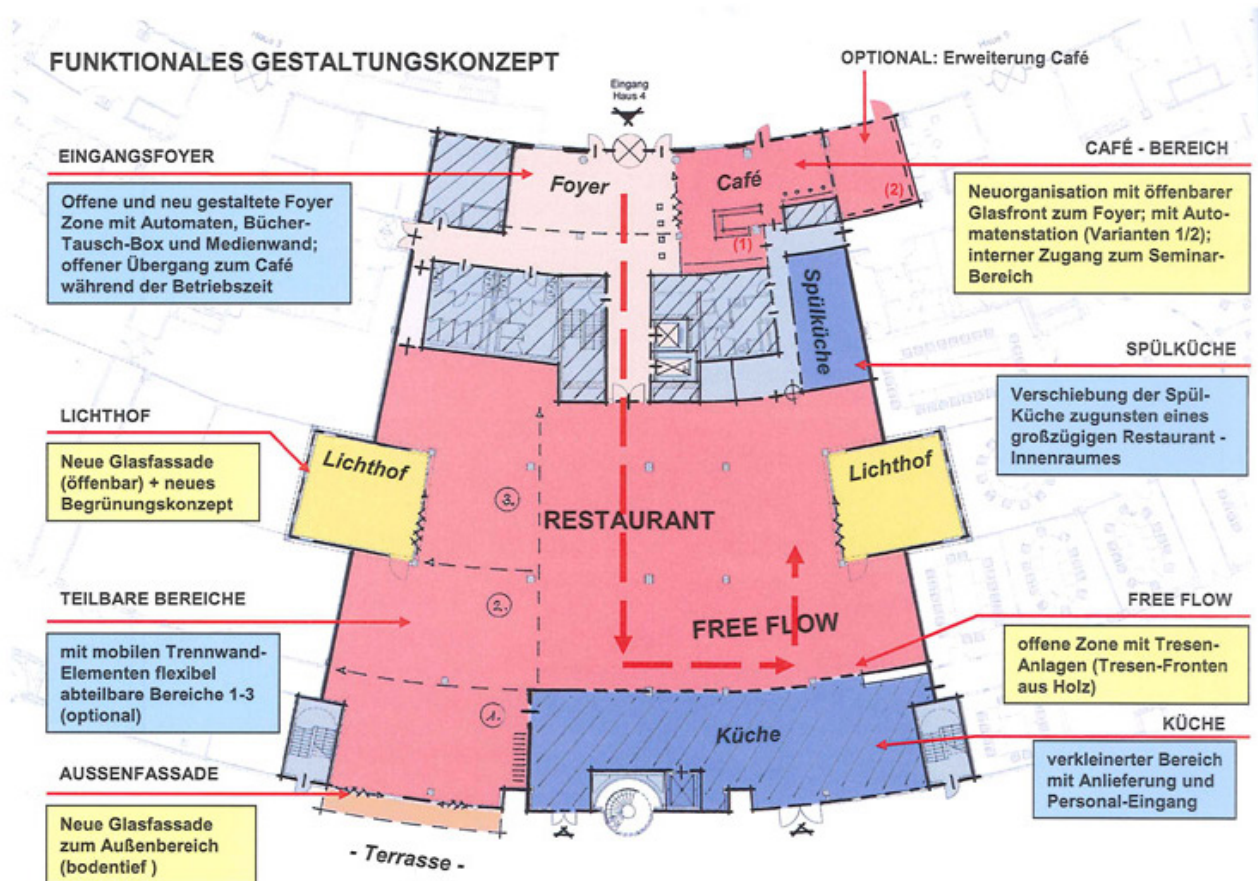 FUNKTIONALES GESTALTUNGSKONZEPT
OPTIONAL: Erweiterung Café
Eingang
Haus 4
EINGANGSFOYER
Offene und neu gestaltete Foyer
Zone mit Automaten, Bücher-
Tausch-Box und Medienwand;
offener Übergang zum Café
während der Betriebszeit
CAFÉ - BEREICH
Neuorganisation mit öffenbarer
Glasfront zum Foyer; mit Auto-
matenstation (Varianten 1/2);
interner Zugang zum Seminar-
Bereich
Foyer
Café
(1)
(2)
Spülküche
SPÜLKÜCHE
Verschiebung der Spül-
Küche zugunsten eines
großzügigen Restaurant -
Innenraumes
LICHTHOF
Neue Glasfassade
(öffenbar) + neues
Begrünungskonzept
Lichthof
Lichthof
3.
RESTAURANT
TEILBARE BEREICHE
mit mobilen Trennwand-
Elementen flexibel
abteilbare Bereiche 1-3
(optional)
2.
FREE FLOW
FREE FLOW
offene Zone mit Tresen-
Anlagen (Tresen-Fronten
aus Holz)
1.
Küche
KÜCHE
verkleinerter Bereich
mit Anlieferung und
Personal-Eingang
AUSSENFASSADE
Neue Glasfassade
zum Außenbereich
(bodentief )
- Terrasse -